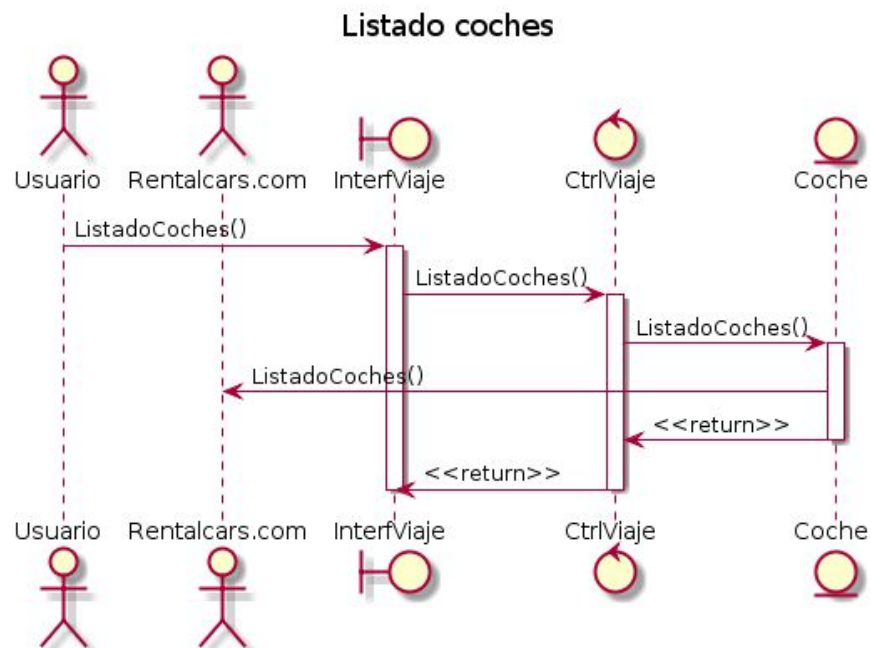 Listado coches
Usuario Rentalcars.com InterfViaje CtrlViaje Coche
ListadoCoches()
ListadoCoches()
ListadoCoches()
ListadoCoches()
<<return>>
<<return>>
Usuario Rentalcars.com InterfViaje CtrlViaje Coche